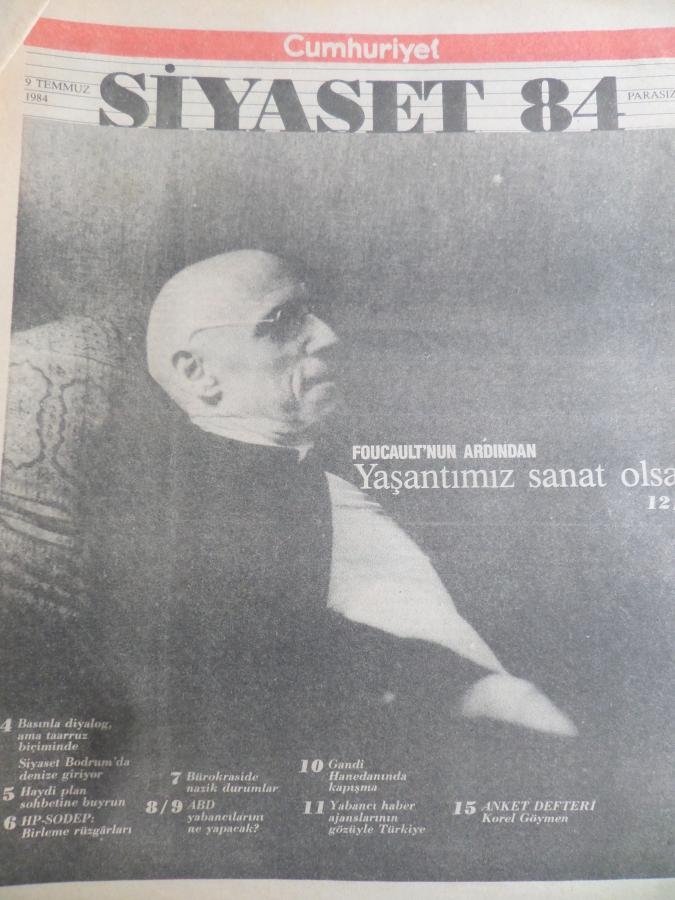 Cumhuriyet
9 TEMMUZ
1984
SİYASET 84
PARASIZ
FOUCAULT'NUN ARDINDAN
Yaşantımız sanat olsa
12
4 Basınla diyalog,
ama taarruz
biçiminde
Siyaset Bodrum'da
denize giriyor
5 Haydi plan
sohbetine buyrun
6 HP-SODEP:
Birleme rüzgârları
7 Bürokraside
nazik durumlar
8/9 ABD
yabancılarını
ne yapacak?
10 Gandi
Hanedanında
kapışma
11 Yabancı haber
ajanslarının
gözüyle Türkiye
15 ANKET DEFTERİ
Korel Göymen